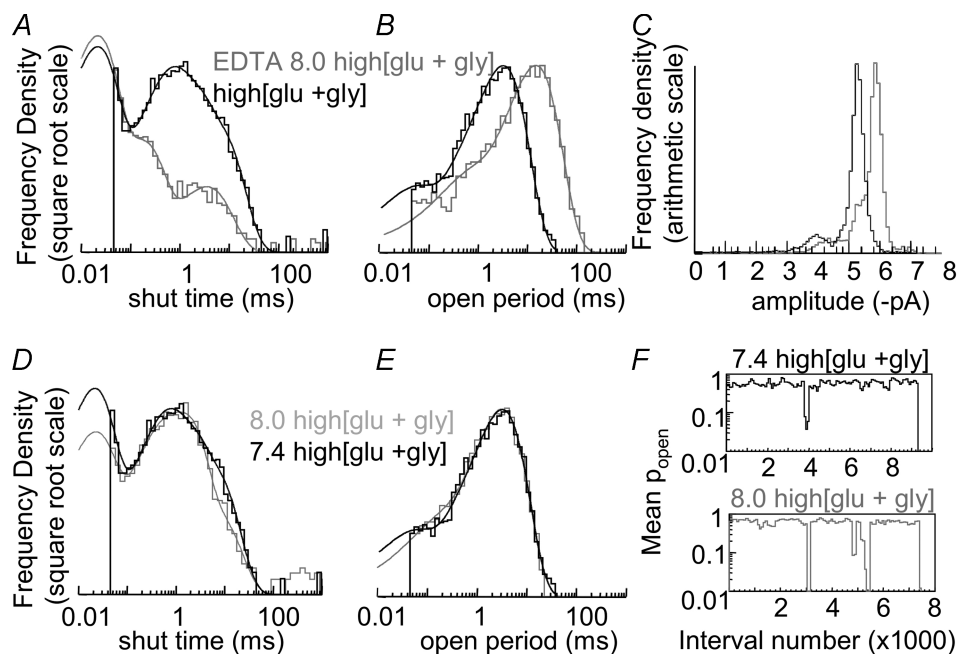 A
B
C
Frequency Density
(square root scale)
EDTA 8.0 high[glu + gly]
high[glu +gly]
0.01 1 100
shut time (ms)
0.01 1 100
open period (ms)
Frequency density
(arithmetic scale)
0 1 2 3 4 5 6 7 8
amplitude (-pA)
D
E
F
Frequency Density
(square root scale)
8.0 high[glu + gly]
7.4 high[glu +gly]
0.01 1 100
shut time (ms)
0.01 1 100
open period (ms)
7.4 high[glu +gly]
Mean popen
1
0.1
0.01
2 4 6 8
8.0 high[glu + gly]
1
0.1
0.01
2 4 6 8
Interval number (x1000)